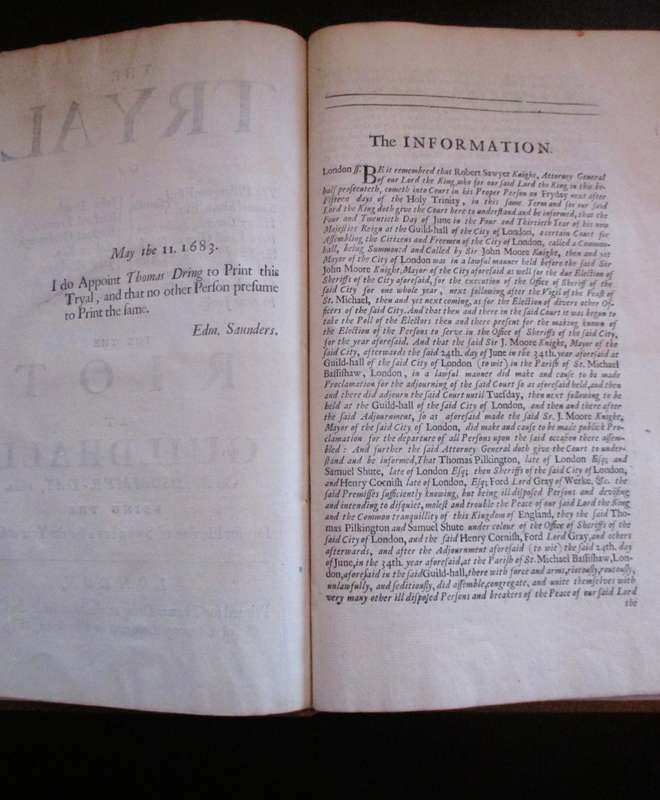 May the 11. 1683.
I do Appoint Thomas Dring to Print this
Tryal, and that no other Perſon preſume
to Print the ſame.
Edm. Saunders.
The INFORMATION.
London ſſ. BE it remembred that Robert Sawyer Knight, Attorney General
of our Lord the King, who for our ſaid Lord the King in this be-
half proſecuteth, cometh into Court in his Proper Perſon on Fryday next after
Fifteen days of the Holy Trinity, in this ſame Term and for our ſaid
Lord the King doth give the Court here to underſtand and be informed, that the
Four and Twentieth Day of June in the Four and Thirtieth Year of his now
Majeſties Reign at the Guild-hall of the City of London, a certain Court for
Aſſembling the Citizens and Freemen of the City of London, called a Common-
hall, being Summoned and Called by Sir John Moore Knight, then and yet
Mayor of the City of London was in a lawful manner held before the ſaid Sir
John Moore Knight, Mayor of the City aforeſaid as well for the due Election of
Sheriffs of the City aforeſaid, for the execution of the Office of Sheriff of the
ſaid City for one whole year, next following after the Vigil of the Feaſt of
St. Michael, then and yet next coming, as for the Election of divers other Of-
ficers of the ſaid City. And that then and there in the ſaid Court it was begun to
take the Poll of the Electors then and there preſent for the making known of
the Election of the Perſons to ſerve in the Office of Sheriffs of the ſaid City,
for the year aforeſaid. And that the ſaid Sir J. Moore Knight, Mayor of the
ſaid City, afterwards the ſaid 24th. day of June in the 34th. year aforeſaid at
Guild-hall of the ſaid City of London (to wit) in the Pariſh of St. Michael
Baſſiſhaw, London, in a lawful manner did make and cauſe to be made
Proclamation for the adjourning of the ſaid Court ſo as aforeſaid held, and then
and there did adjourn the ſaid Court until Tueſday, then next following to be
held at the Guild-hall of the ſaid City of London, and then and there after
the ſaid Adjournment, ſo as aforeſaid made the ſaid Sr. J. Moore Knight,
Mayor of the ſaid City of London, did make and cauſe to be made publick Pro-
clamation for the departure of all Perſons upon the ſaid occaſion there aſſem-
bled: And further the ſaid Attorney General doth give the Court to under-
ſtand and be informed, That Thomas Pilkington, late of London Eſq; and
Samuel Shute, late of London Eſq; then Sheriffs of the ſaid City of London,
and Henry Corniſh late of London, Eſq; Ford Lord Gray of Werke, &c. the
ſaid Premiſſes ſufficiently knowing, but being ill diſpoſed Perſons and deviſing
and intending to diſquiet, moleſt and trouble the Peace of our ſaid Lord the King
and the Common tranquility of this Kingdom of England, they the ſaid Tho-
mas Pilkington and Samuel Shute under colour of the Office of Sheriffs of the
ſaid City of London, and the ſaid Henry Corniſh, Ford Lord Gray, and others
afterwards, and after the Adjournment aforeſaid (to wit) the ſaid 24th. day
of June, in the 34th. year aforeſaid, at the Pariſh of St. Michael Baſſiſhaw, Lon-
don, aforeſaid in the ſaid Guild-hall, there with force and arms, riotouſly, routouſly,
unlawfully, and ſeditiouſly, did aſſemble, congregate, and unite themſelves with
very many other ill diſpoſed Perſons and breakers of the Peace of our ſaid Lord
the